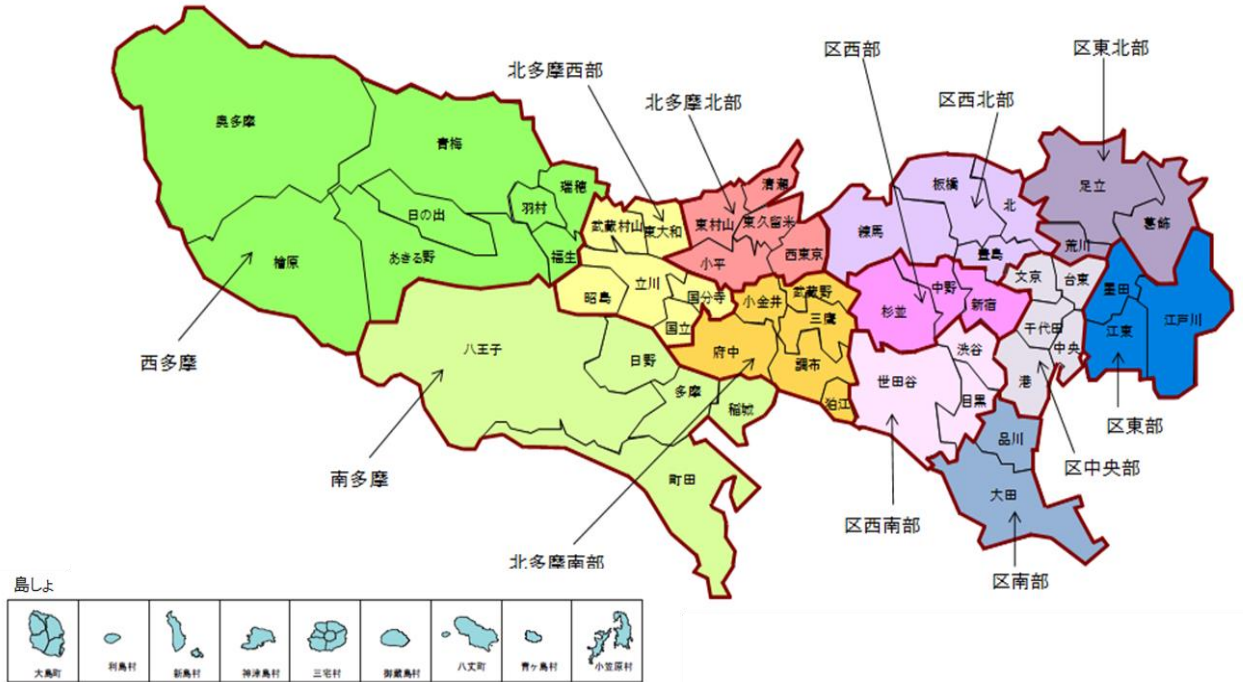 区西部
区東北部
北多摩西部
区西北部
北多摩北部
奥多摩
青梅
瑞穂
羽村
日の出
あきる野
福生
檜原
西多摩
武蔵村山
東大和
立川
昭島
国分寺
国立
清瀬
東村山
東久留米
小平
西東京
小金井
武蔵野
三鷹
府中
調布
狛江
八王子
日野
多摩
稲城
町田
南多摩
北多摩南部
板橋
北
練馬
豊島
足立
葛飾
荒川
文京
台東
千代田
中央
港
墨田
江東
江戸川
杉並
中野
新宿
渋谷
世田谷
目黒
品川
大田
区東部
区中央部
区西南部
区南部
島しょ
大島町
利島村
新島村
神津島村
三宅村
御蔵島村
八丈町
青ヶ島村
小笠原村